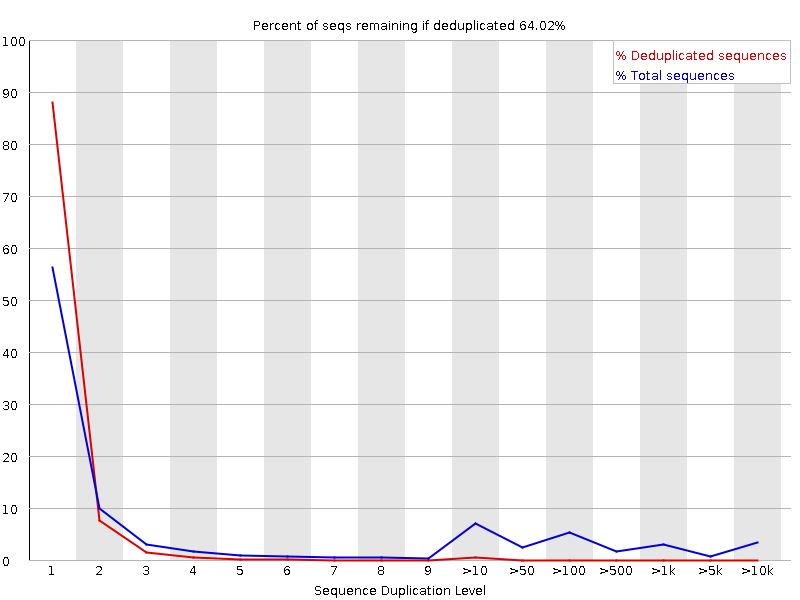 Percent of seqs remaining if deduplicated 64.02%
% Deduplicated sequences
% Total sequences
100
90
80
70
60
50
40
30
20
10
0
1 2 3 4 5 6 7 8 9 >10 >50 >100 >500 >1k >5k >10k
Sequence Duplication Level